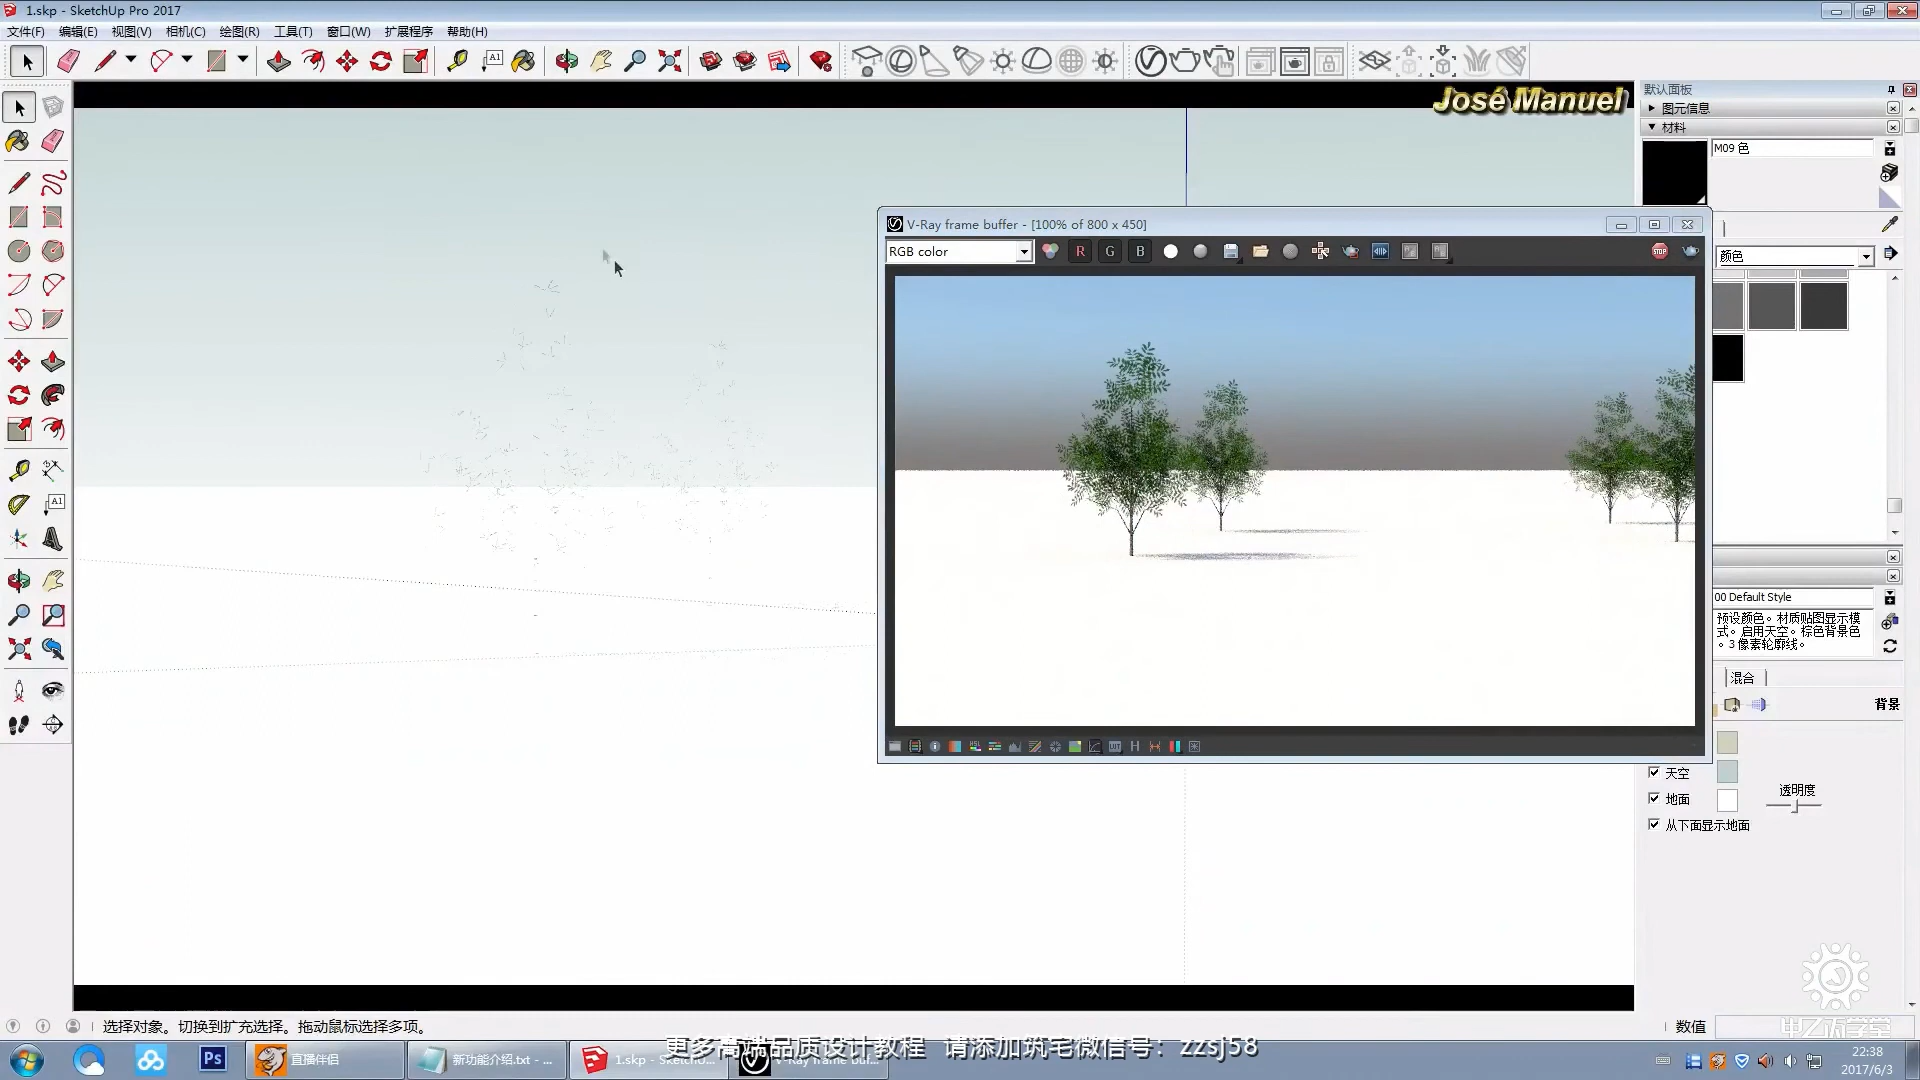 1.skp - SketchUp Pro 2017
文件(F) 编辑(E) 视图(V) 相机(C) 绘图(R) 工具(T) 窗口(W) 扩展程序 帮助(H)
José Manuel
默认面板
图元信息
材料
M09 色
V-Ray frame buffer - [100% of 800 x 450]
RGB color
R G B
STOP
颜色
00 Default Style
预设颜色。材质贴图显示模
式。启用天空。棕色背景色
。3 像素轮廓线。
混合
背景
天空
地面
透明度
从下面显示地面
选择对象。切换到扩充选择。拖动鼠标选择多项。
数值
更多高端品质设计教程 请添加筑宅微信号：zzsj58
Ps
直播伴侣
新功能介绍.txt - ...
22:38
2017/6/3